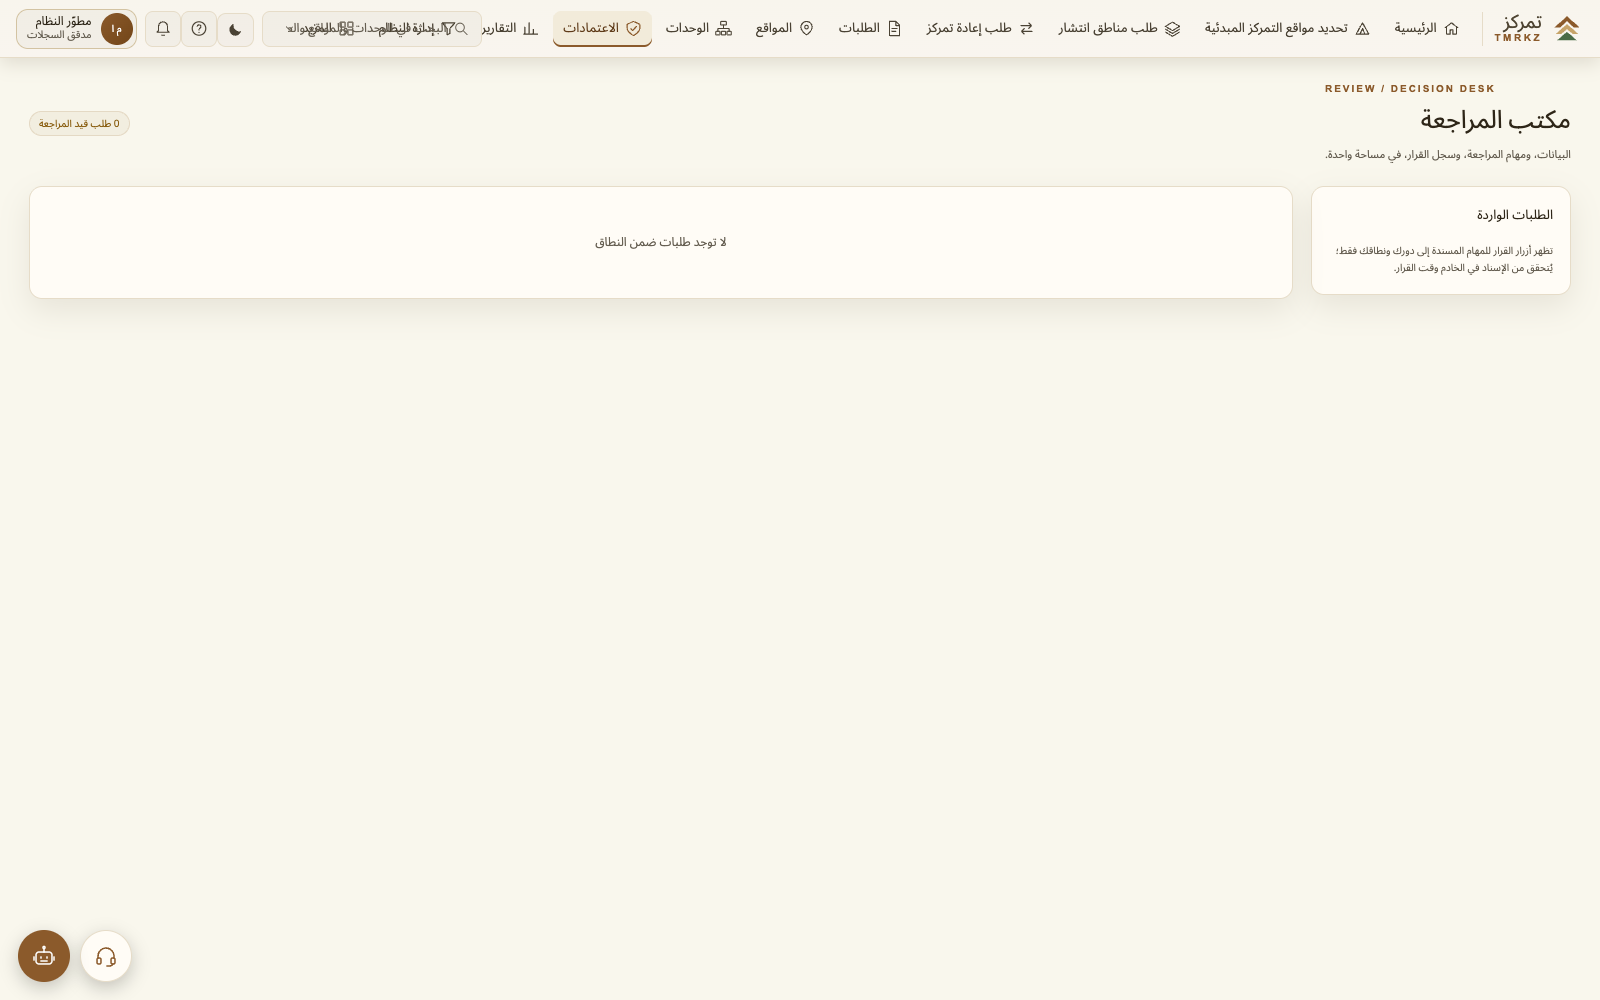 تمركز
TMRKZ
الرئيسية
تحديد مواقع التمركز المبدئية
طلب مناطق انتشار
طلب إعادة تمركز
الطلبات
المواقع
الوحدات
الاعتمادات
التقارير
م ا
مطوّر النظام
مدقق السجلات
REVIEW / DECISION DESK
مكتب المراجعة
البيانات، ومهام المراجعة، وسجل القرار، في مساحة واحدة.
0 طلب قيد المراجعة
الطلبات الواردة
تظهر أزرار القرار للمهام المسندة إلى دورك ونطاقك فقط؛
يُتحقق من الإسناد في الخادم وقت القرار.
لا توجد طلبات ضمن النطاق